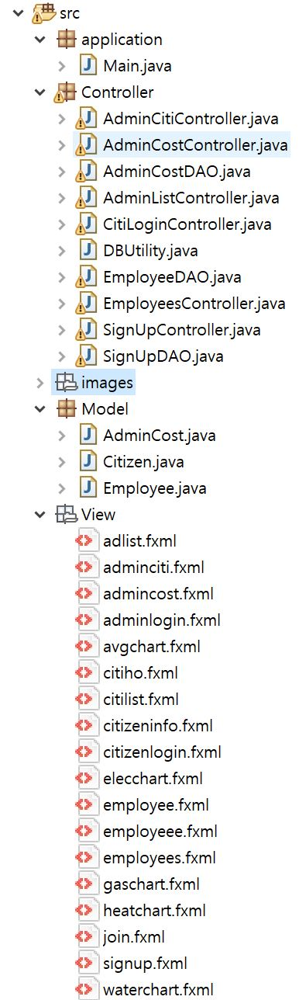 src
application
Main.java
Controller
AdminCitiController.java
AdminCostController.java
AdminCostDAO.java
AdminListController.java
CitiLoginController.java
DBUtility.java
EmployeeDAO.java
EmployeesController.java
SignUpController.java
SignUpDAO.java
images
Model
AdminCost.java
Citizen.java
Employee.java
View
adlist.fxml
adminciti.fxml
admincost.fxml
adminlogin.fxml
avgchart.fxml
citiho.fxml
citilist.fxml
citizeninfo.fxml
citizenlogin.fxml
elecchart.fxml
employee.fxml
employeee.fxml
employees.fxml
gaschart.fxml
heatchart.fxml
join.fxml
signup.fxml
waterchart.fxml